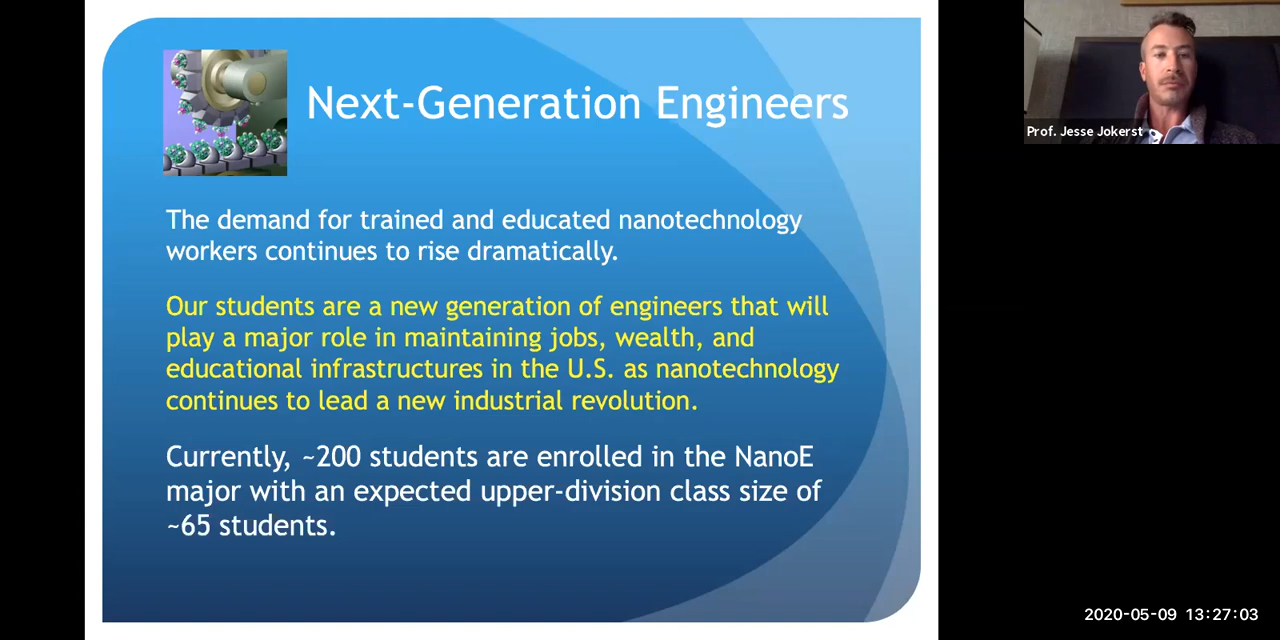 Next-Generation Engineers
The demand for trained and educated nanotechnology
workers continues to rise dramatically.
Our students are a new generation of engineers that will
play a major role in maintaining jobs, wealth, and
educational infrastructures in the U.S. as nanotechnology
continues to lead a new industrial revolution.
Currently, ~200 students are enrolled in the NanoE
major with an expected upper-division class size of
~65 students.
Prof. Jesse Jokerst
2020-05-09 13:27:03